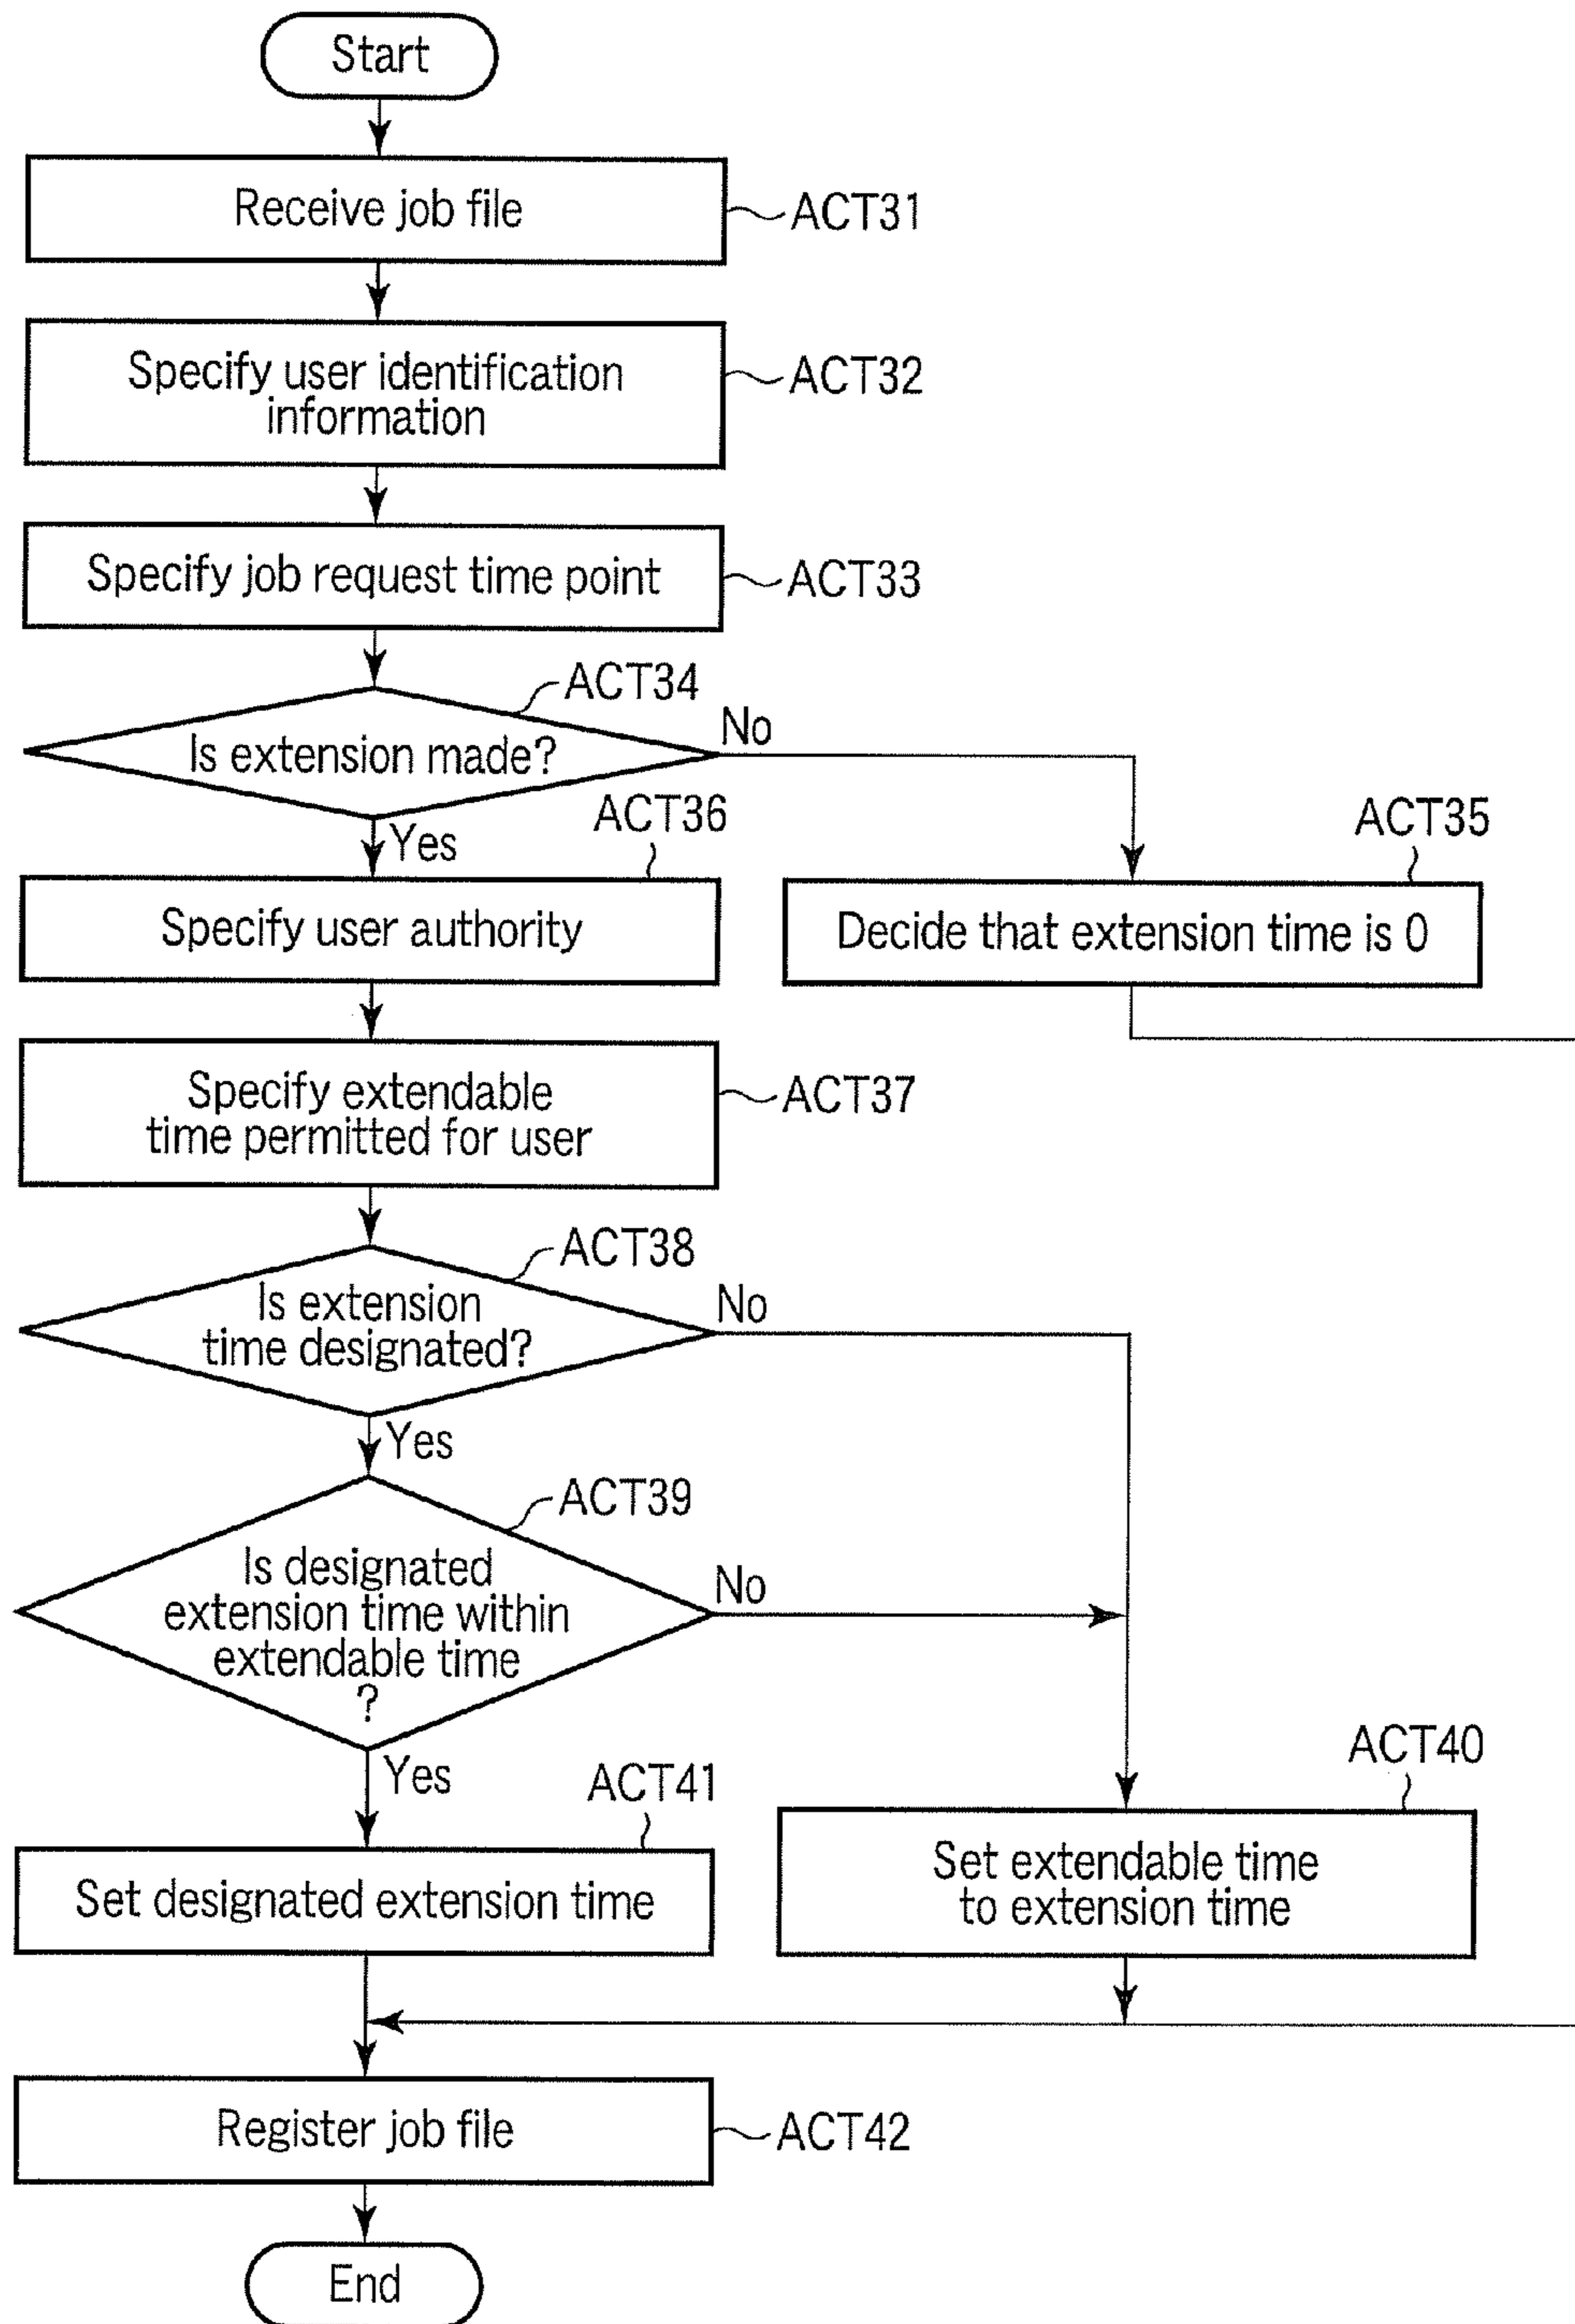 Start
Receive job file
ACT31
Specify user identification
information
ACT32
Specify job request time point
ACT33
ACT34
Is extension made?
No
Yes
ACT36
ACT35
Specify user authority
Decide that extension time is 0
Specify extendable
time permitted for user
ACT37
ACT38
Is extension
time designated?
No
Yes
ACT39
Is designated
extension time within
extendable time
?
No
Yes
ACT41
ACT40
Set designated extension time
Set extendable time
to extension time
Register job file
ACT42
End